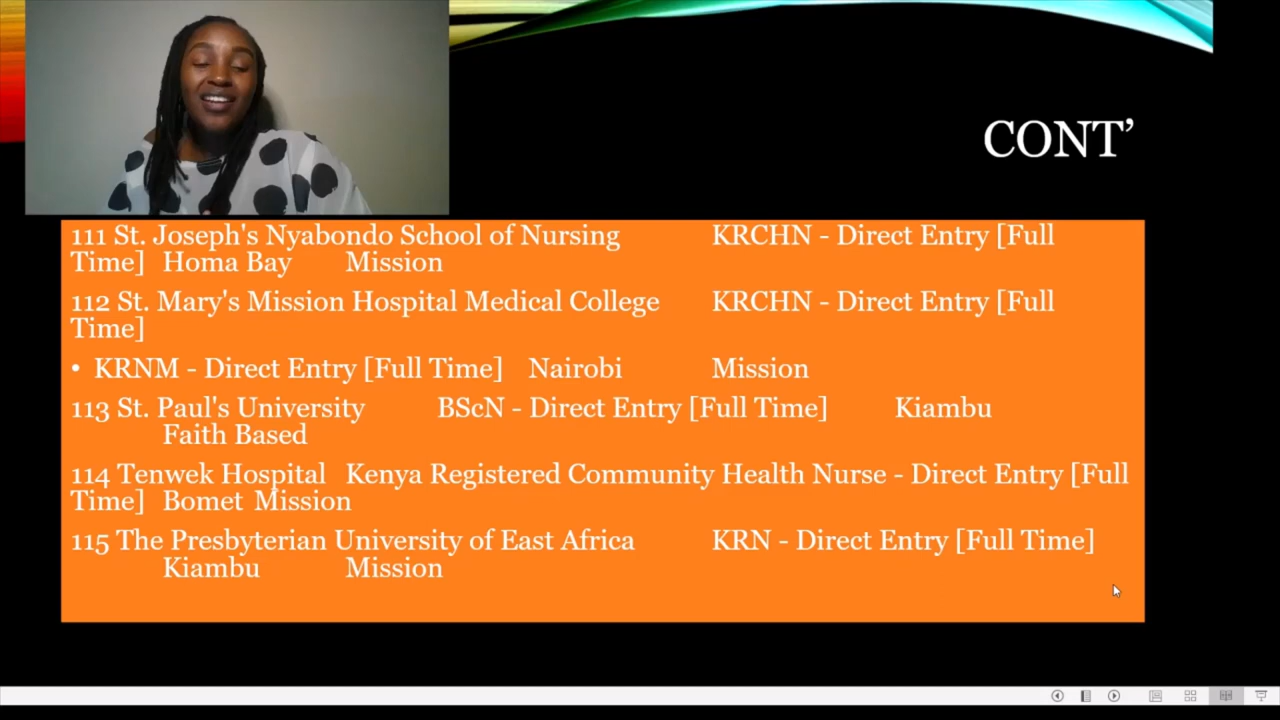 CONT’
111 St. Joseph's Nyabondo School of Nursing KRCHN - Direct Entry [Full
Time] Homa Bay Mission
112 St. Mary's Mission Hospital Medical College KRCHN - Direct Entry [Full
Time]
• KRNM - Direct Entry [Full Time] Nairobi Mission
113 St. Paul's University BScN - Direct Entry [Full Time] Kiambu
Faith Based
114 Tenwek Hospital Kenya Registered Community Health Nurse - Direct Entry [Full
Time] Bomet Mission
115 The Presbyterian University of East Africa KRN - Direct Entry [Full Time]
Kiambu Mission